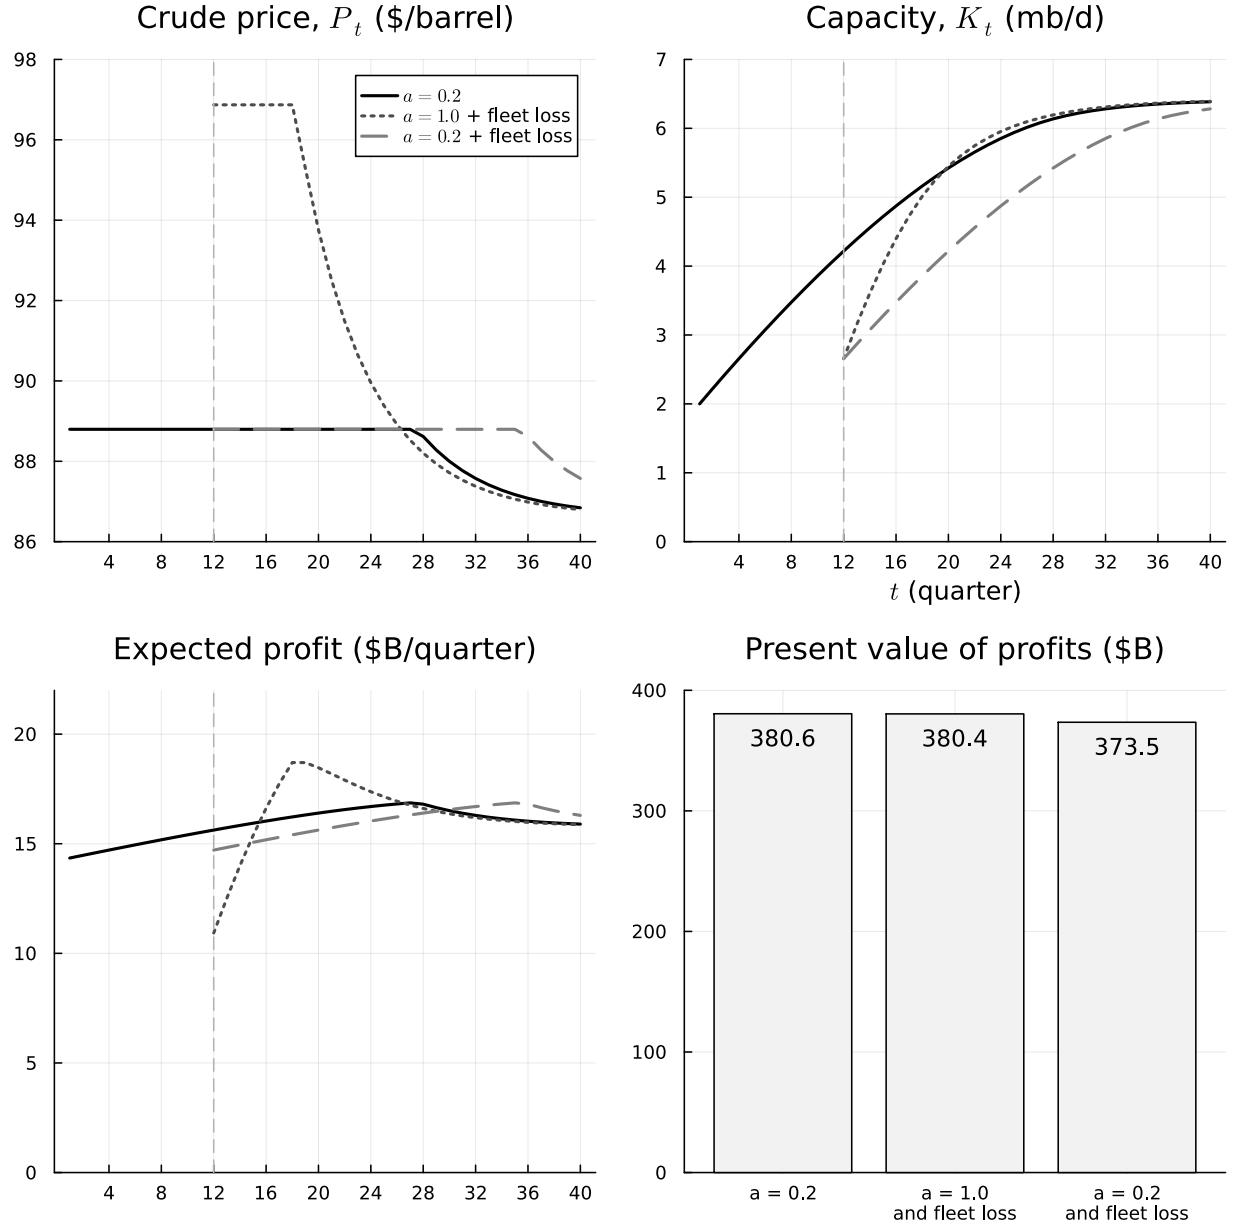 Crude price, P_t ($/barrel)
98
96
94
92
90
88
86
4 8 12 16 20 24 28 32 36 40
a = 0.2
a = 1.0 + fleet loss
a = 0.2 + fleet loss
Capacity, K_t (mb/d)
7
6
5
4
3
2
1
0
4 8 12 16 20 24 28 32 36 40
t (quarter)
Expected profit ($B/quarter)
20
15
10
5
0
4 8 12 16 20 24 28 32 36 40
Present value of profits ($B)
400
300
200
100
0
380.6
380.4
373.5
a = 0.2
a = 1.0
and fleet loss
a = 0.2
and fleet loss